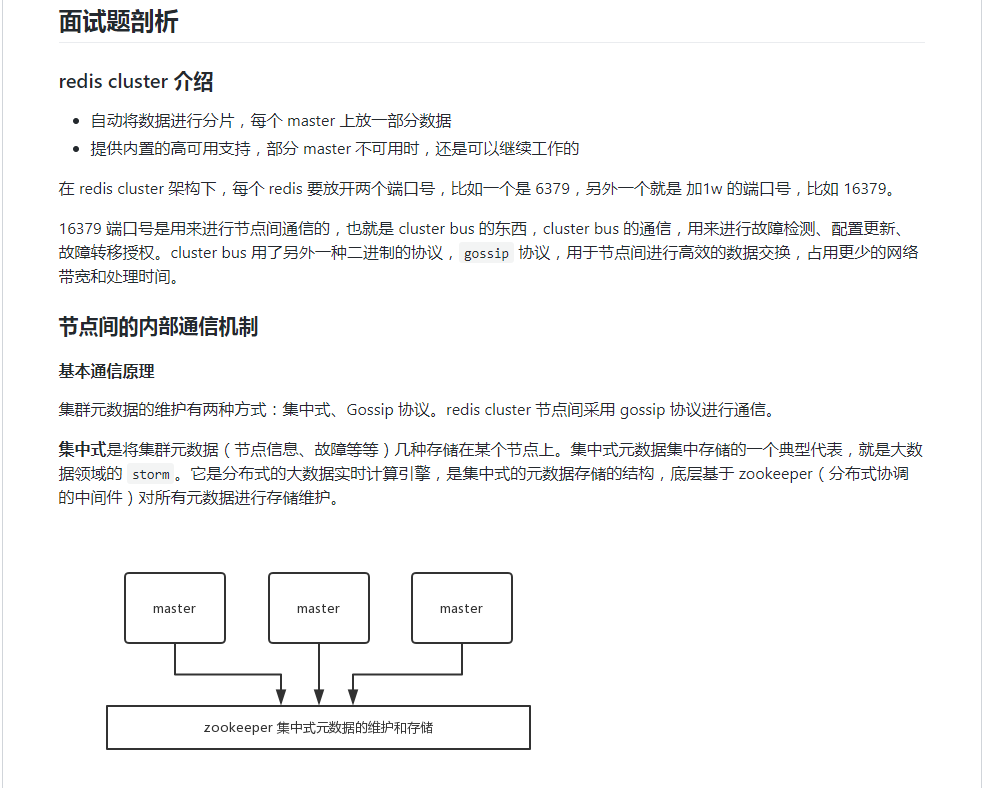 面试题剖析
redis cluster 介绍
自动将数据进行分片，每个 master 上放一部分数据
提供内置的高可用支持，部分 master 不可用时，还是可以继续工作的
在 redis cluster 架构下，每个 redis 要放开两个端口号，比如一个是 6379，另外一个就是 加1w 的端口号，比如 16379。
16379 端口号是用来进行节点间通信的，也就是 cluster bus 的东西，cluster bus 的通信，用来进行故障检测、配置更新、
故障转移授权。cluster bus 用了另外一种二进制的协议，gossip 协议，用于节点间进行高效的数据交换，占用更少的网络
带宽和处理时间。
节点间的内部通信机制
基本通信原理
集群元数据的维护有两种方式：集中式、Gossip 协议。redis cluster 节点间采用 gossip 协议进行通信。
集中式是将集群元数据（节点信息、故障等等）几种存储在某个节点上。集中式元数据集中存储的一个典型代表，就是大数
据领域的 storm 。它是分布式的大数据实时计算引擎，是集中式的元数据存储的结构，底层基于 zookeeper（分布式协调
的中间件）对所有元数据进行存储维护。
master master master
zookeeper 集中式元数据的维护和存储